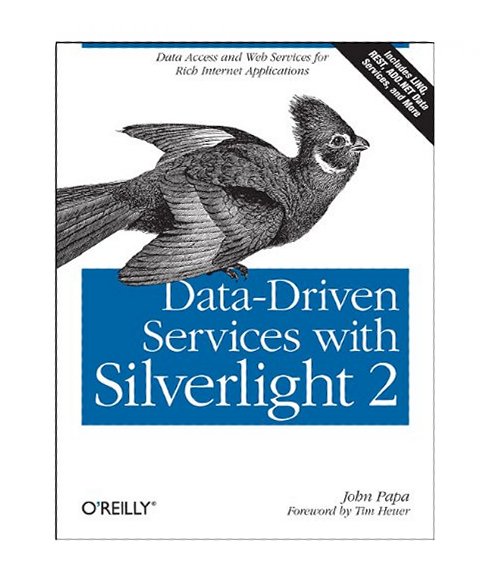 Data Access and Web Services for
Rich Internet Applications
Includes LINQ,
REST, ADO.NET Data
Services, and More
Data-Driven
Services with
Silverlight 2
John Papa
Foreword by Tim Heuer
O'REILLY®